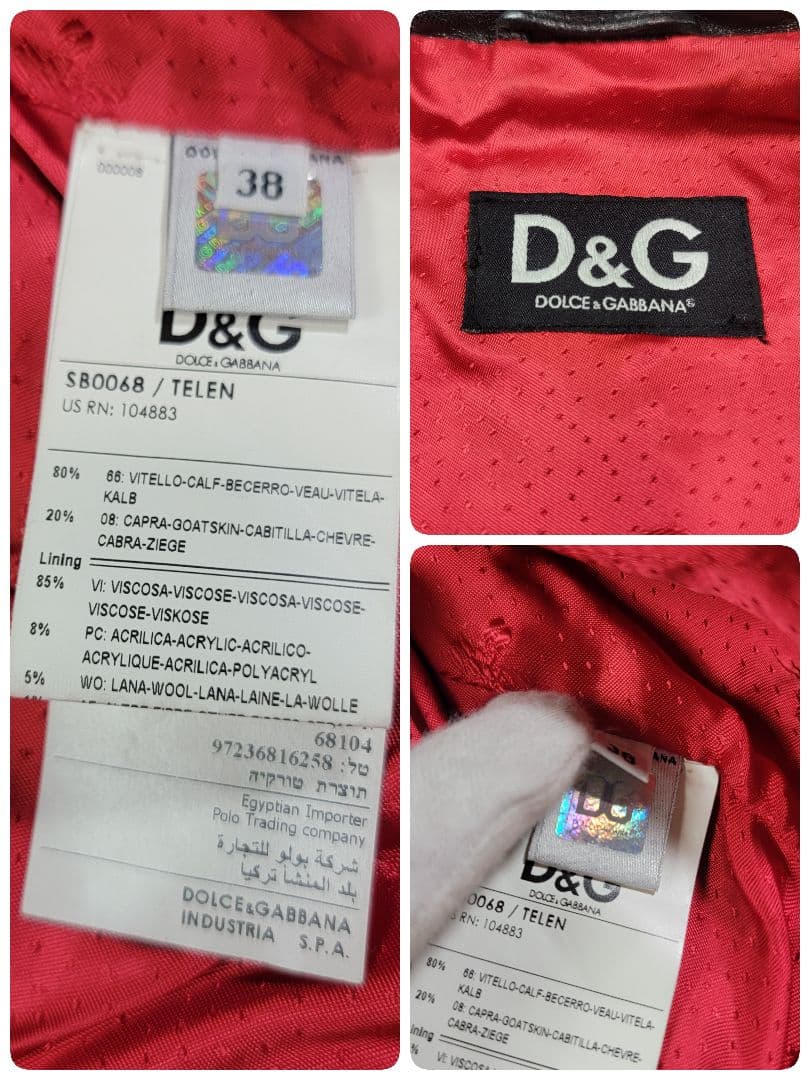 000008
38
D&G
DOLCE & GABBANA
SB0068 / TELEN
US RN: 104883
80% 66: VITELLO-CALF-BECERRO-VEAU-VITELA-
KALB
20% 08: CAPRA-GOATSKIN-CABITILLA-CHEVRE-
CABRA-ZIEGE
Lining
85% VI: VISCOSA-VISCOSE-VISCOSA-VISCOSE-
VISCOSE-VISKOSE
8% PC: ACRILICA-ACRYLIC-ACRILICO-
ACRYLIQUE-ACRILICA-POLYACRYL
5% WO: LANA-WOOL-LANA-LAINE-LA-WOLLE
68104
טל: 97236816258
תוצרת טורקיה
Egyptian Importer
Polo Trading company
شركة بولو للتجارة
بلد المنشأ تركيا
DOLCE&GABBANA
INDUSTRIA S.P.A.
D&G
DOLCE & GABBANA®
38
D&G
DOLCE & GABBANA
0068 / TELEN
RN: 104883
80% 66: VITELLO-CALF-BECERRO-VEAU-VITELA-
KALB
20% 08: CAPRA-GOATSKIN-CABITILLA-CHEVRE-
CABRA-ZIEGE